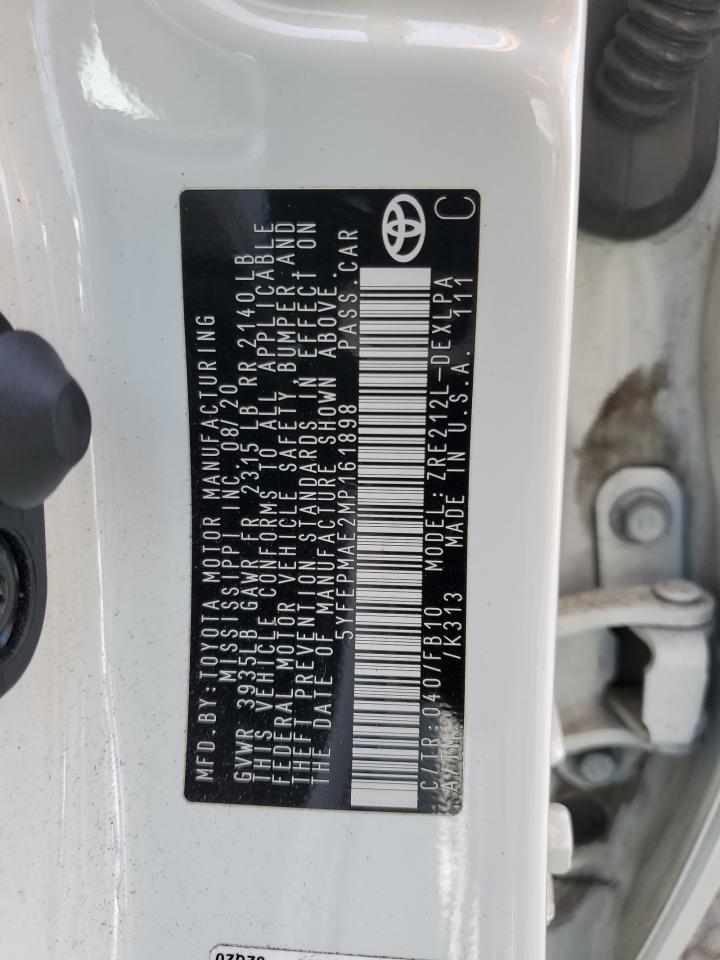 MFD.BY:TOYOTA MOTOR MANUFACTURING
MISSISSIPPI INC. 08/20
GVWR 3935LB GAWR FR 2315 LB RR 2140LB
THIS VEHICLE CONFORMS TO ALL APPLICABLE
FEDERAL MOTOR VEHICLE SAFETY,BUMPER,AND
THEFT PREVENTION STANDARDS IN EFFECT ON
THE DATE OF MANUFACTURE SHOWN ABOVE.
5YFEPMAE2MP161898 PASS.CAR
C/TR:040/FB10 MODEL:ZRE212L-DEXLPA
/K313 MADE IN U.S.A. 111
C